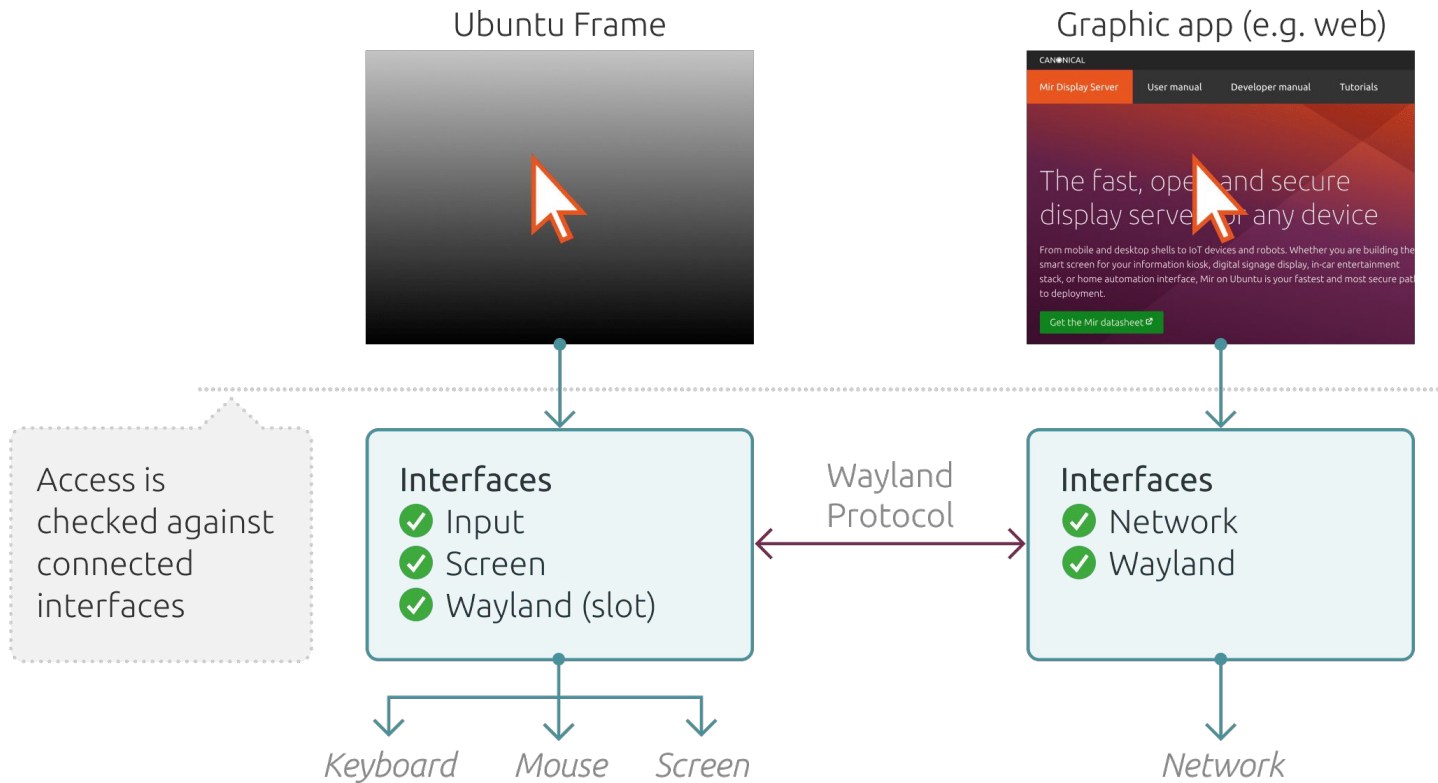 Ubuntu Frame
Graphic app (e.g. web)
CANONICAL
Mir Display Server
User manual
Developer manual
Tutorials
The fast, ope and secure
display serve or any device
From mobile and desktop shells to IoT devices and robots. Whether you are building the
smart screen for your information kiosk, digital signage display, in-car entertainment
stack, or home automation interface, Mir on Ubuntu is your fastest and most secure pat
to deployment.
Get the Mir datasheet
Access is
checked against
connected
interfaces
Interfaces
Input
Screen
Wayland (slot)
Wayland
Protocol
Interfaces
Network
Wayland
Keyboard
Mouse
Screen
Network